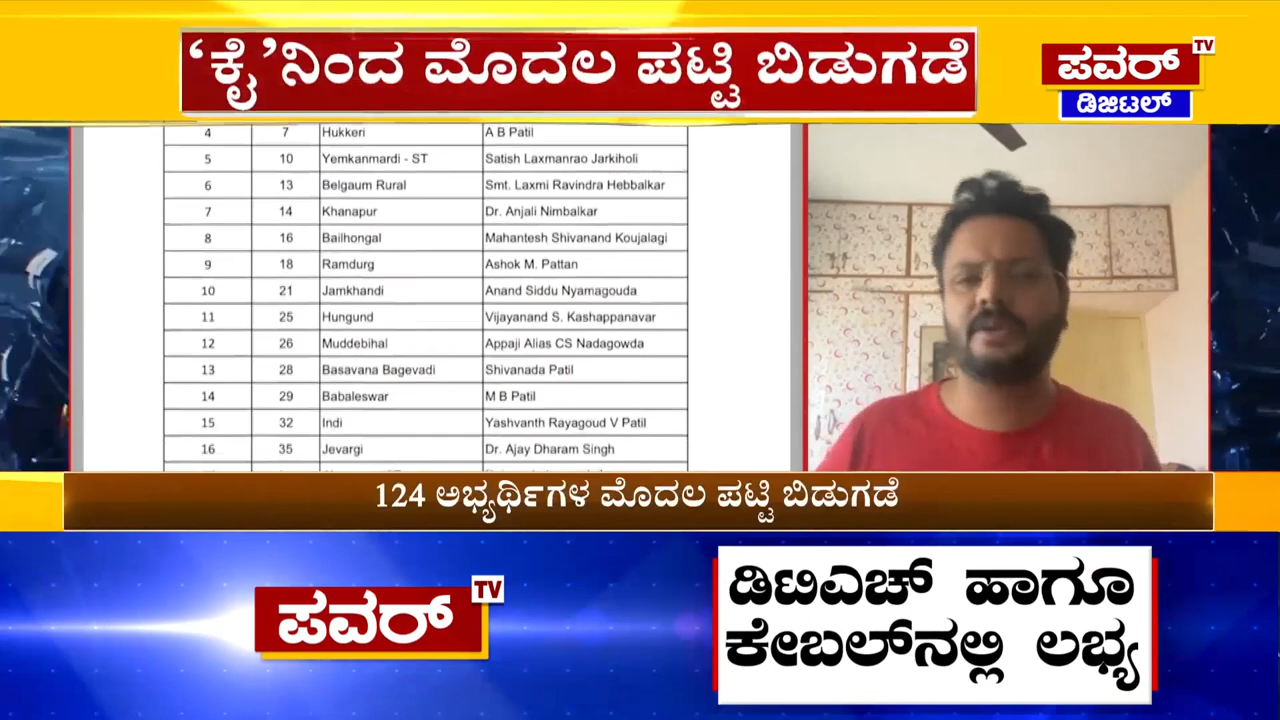 ‘ಕೈ’ನಿಂದ ಮೊದಲ ಪಟ್ಟಿ ಬಿಡುಗಡೆ
ಪವರ್ TV
ಡಿಜಿಟಲ್
4 7 Hukkeri A B Patil
5 10 Yemkanmardi - ST Satish Laxmanrao Jarkiholi
6 13 Belgaum Rural Smt. Laxmi Ravindra Hebbalkar
7 14 Khanapur Dr. Anjali Nimbalkar
8 16 Bailhongal Mahantesh Shivanand Koujalagi
9 18 Ramdurg Ashok M. Pattan
10 21 Jamkhandi Anand Siddu Nyamagouda
11 25 Hungund Vijayanand S. Kashappanavar
12 26 Muddebihal Appaji Alias CS Nadagowda
13 28 Basavana Bagevadi Shivanada Patil
14 29 Babaleswar M B Patil
15 32 Indi Yashvanth Rayagoud V Patil
16 35 Jevargi Dr. Ajay Dharam Singh
124 ಅಭ್ಯರ್ಥಿಗಳ ಮೊದಲ ಪಟ್ಟಿ ಬಿಡುಗಡೆ
ಪವರ್ TV
ಡಿಟಿಎಚ್ ಹಾಗೂ
ಕೇಬಲ್‌ನಲ್ಲಿ ಲಭ್ಯ